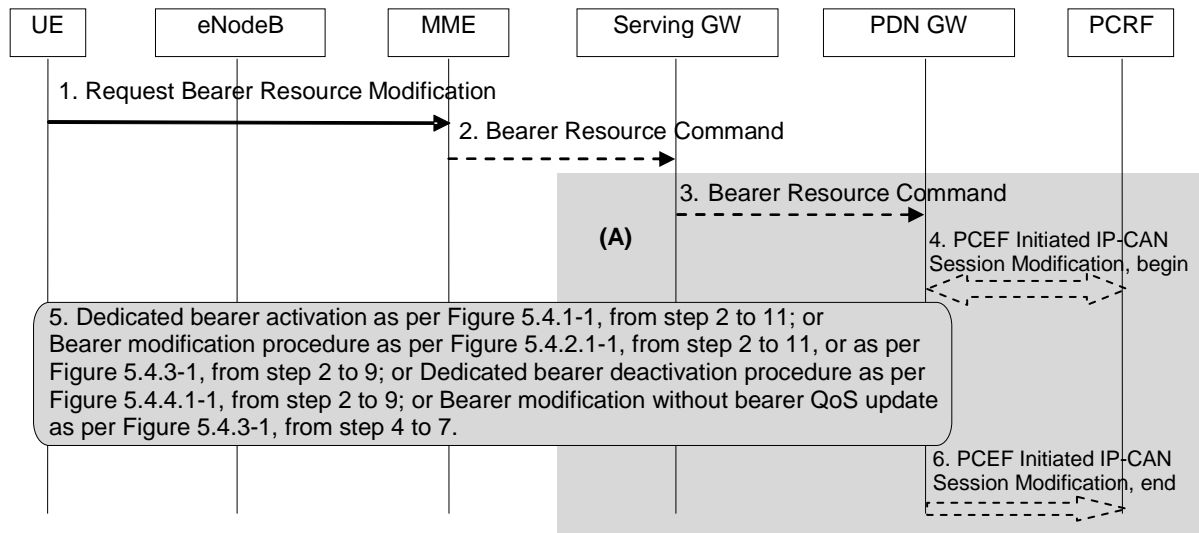 UE
eNodeB
MME
Serving GW
PDN GW
PCRF
1. Request Bearer Resource Modification
2. Bearer Resource Command
3. Bearer Resource Command
(A)
4. PCEF Initiated IP-CAN
Session Modification, begin
5. Dedicated bearer activation as per Figure 5.4.1-1, from step 2 to 11; or
Bearer modification procedure as per Figure 5.4.2.1-1, from step 2 to 11, or as per
Figure 5.4.3-1, from step 2 to 9; or Dedicated bearer deactivation procedure as per
Figure 5.4.4.1-1, from step 2 to 9; or Bearer modification without bearer QoS update
as per Figure 5.4.3-1, from step 4 to 7.
6. PCEF Initiated IP-CAN
Session Modification, end